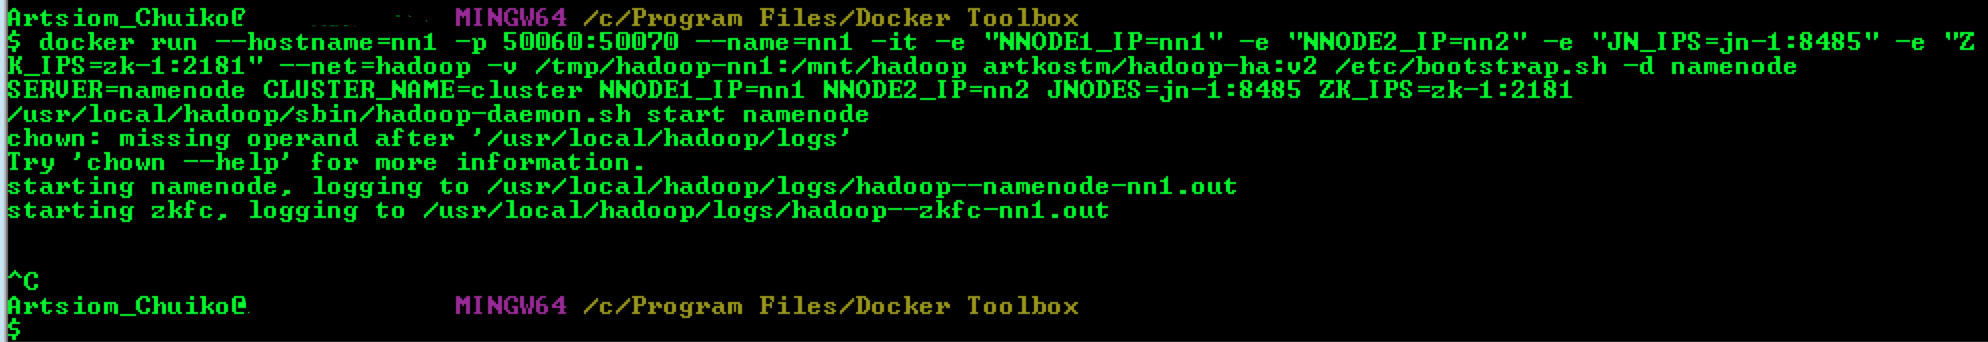 Artsiom_Chuiko@ MINGW64 /c/Program Files/Docker Toolbox
$ docker run --hostname=nn1 -p 50060:50070 --name=nn1 -it -e "NNODE1_IP=nn1" -e "NNODE2_IP=nn2" -e "JN_IPS=jn-1:8485" -e "Z
K_IPS=zk-1:2181" --net=hadoop -v /tmp/hadoop-nn1:/mnt/hadoop artkostm/hadoop-ha:v2 /etc/bootstrap.sh -d namenode
SERVER=namenode CLUSTER_NAME=cluster NNODE1_IP=nn1 NNODE2_IP=nn2 JNODES=jn-1:8485 ZK_IPS=zk-1:2181
/usr/local/hadoop/sbin/hadoop-daemon.sh start namenode
chown: missing operand after '/usr/local/hadoop/logs'
Try 'chown --help' for more information.
starting namenode, logging to /usr/local/hadoop/logs/hadoop--namenode-nn1.out
starting zkfc, logging to /usr/local/hadoop/logs/hadoop--zkfc-nn1.out
^C
Artsiom_Chuiko@ MINGW64 /c/Program Files/Docker Toolbox
$